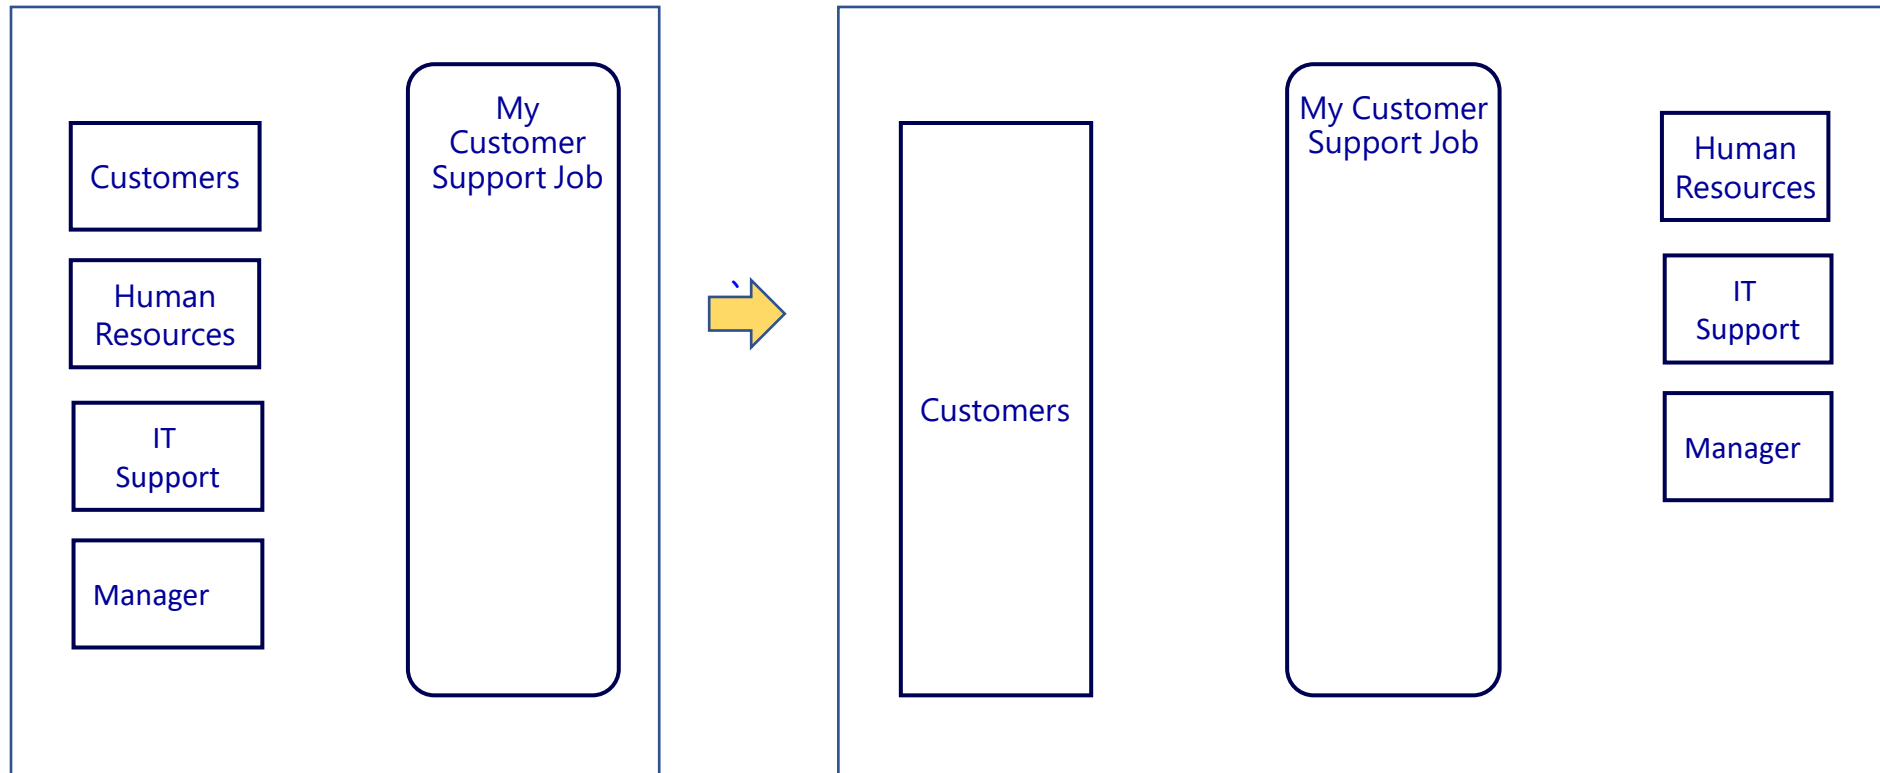 Customers
Human
Resources
IT
Support
Manager
My
Customer
Support Job
`
Customers
My Customer
Support Job
Human
Resources
IT
Support
Manager